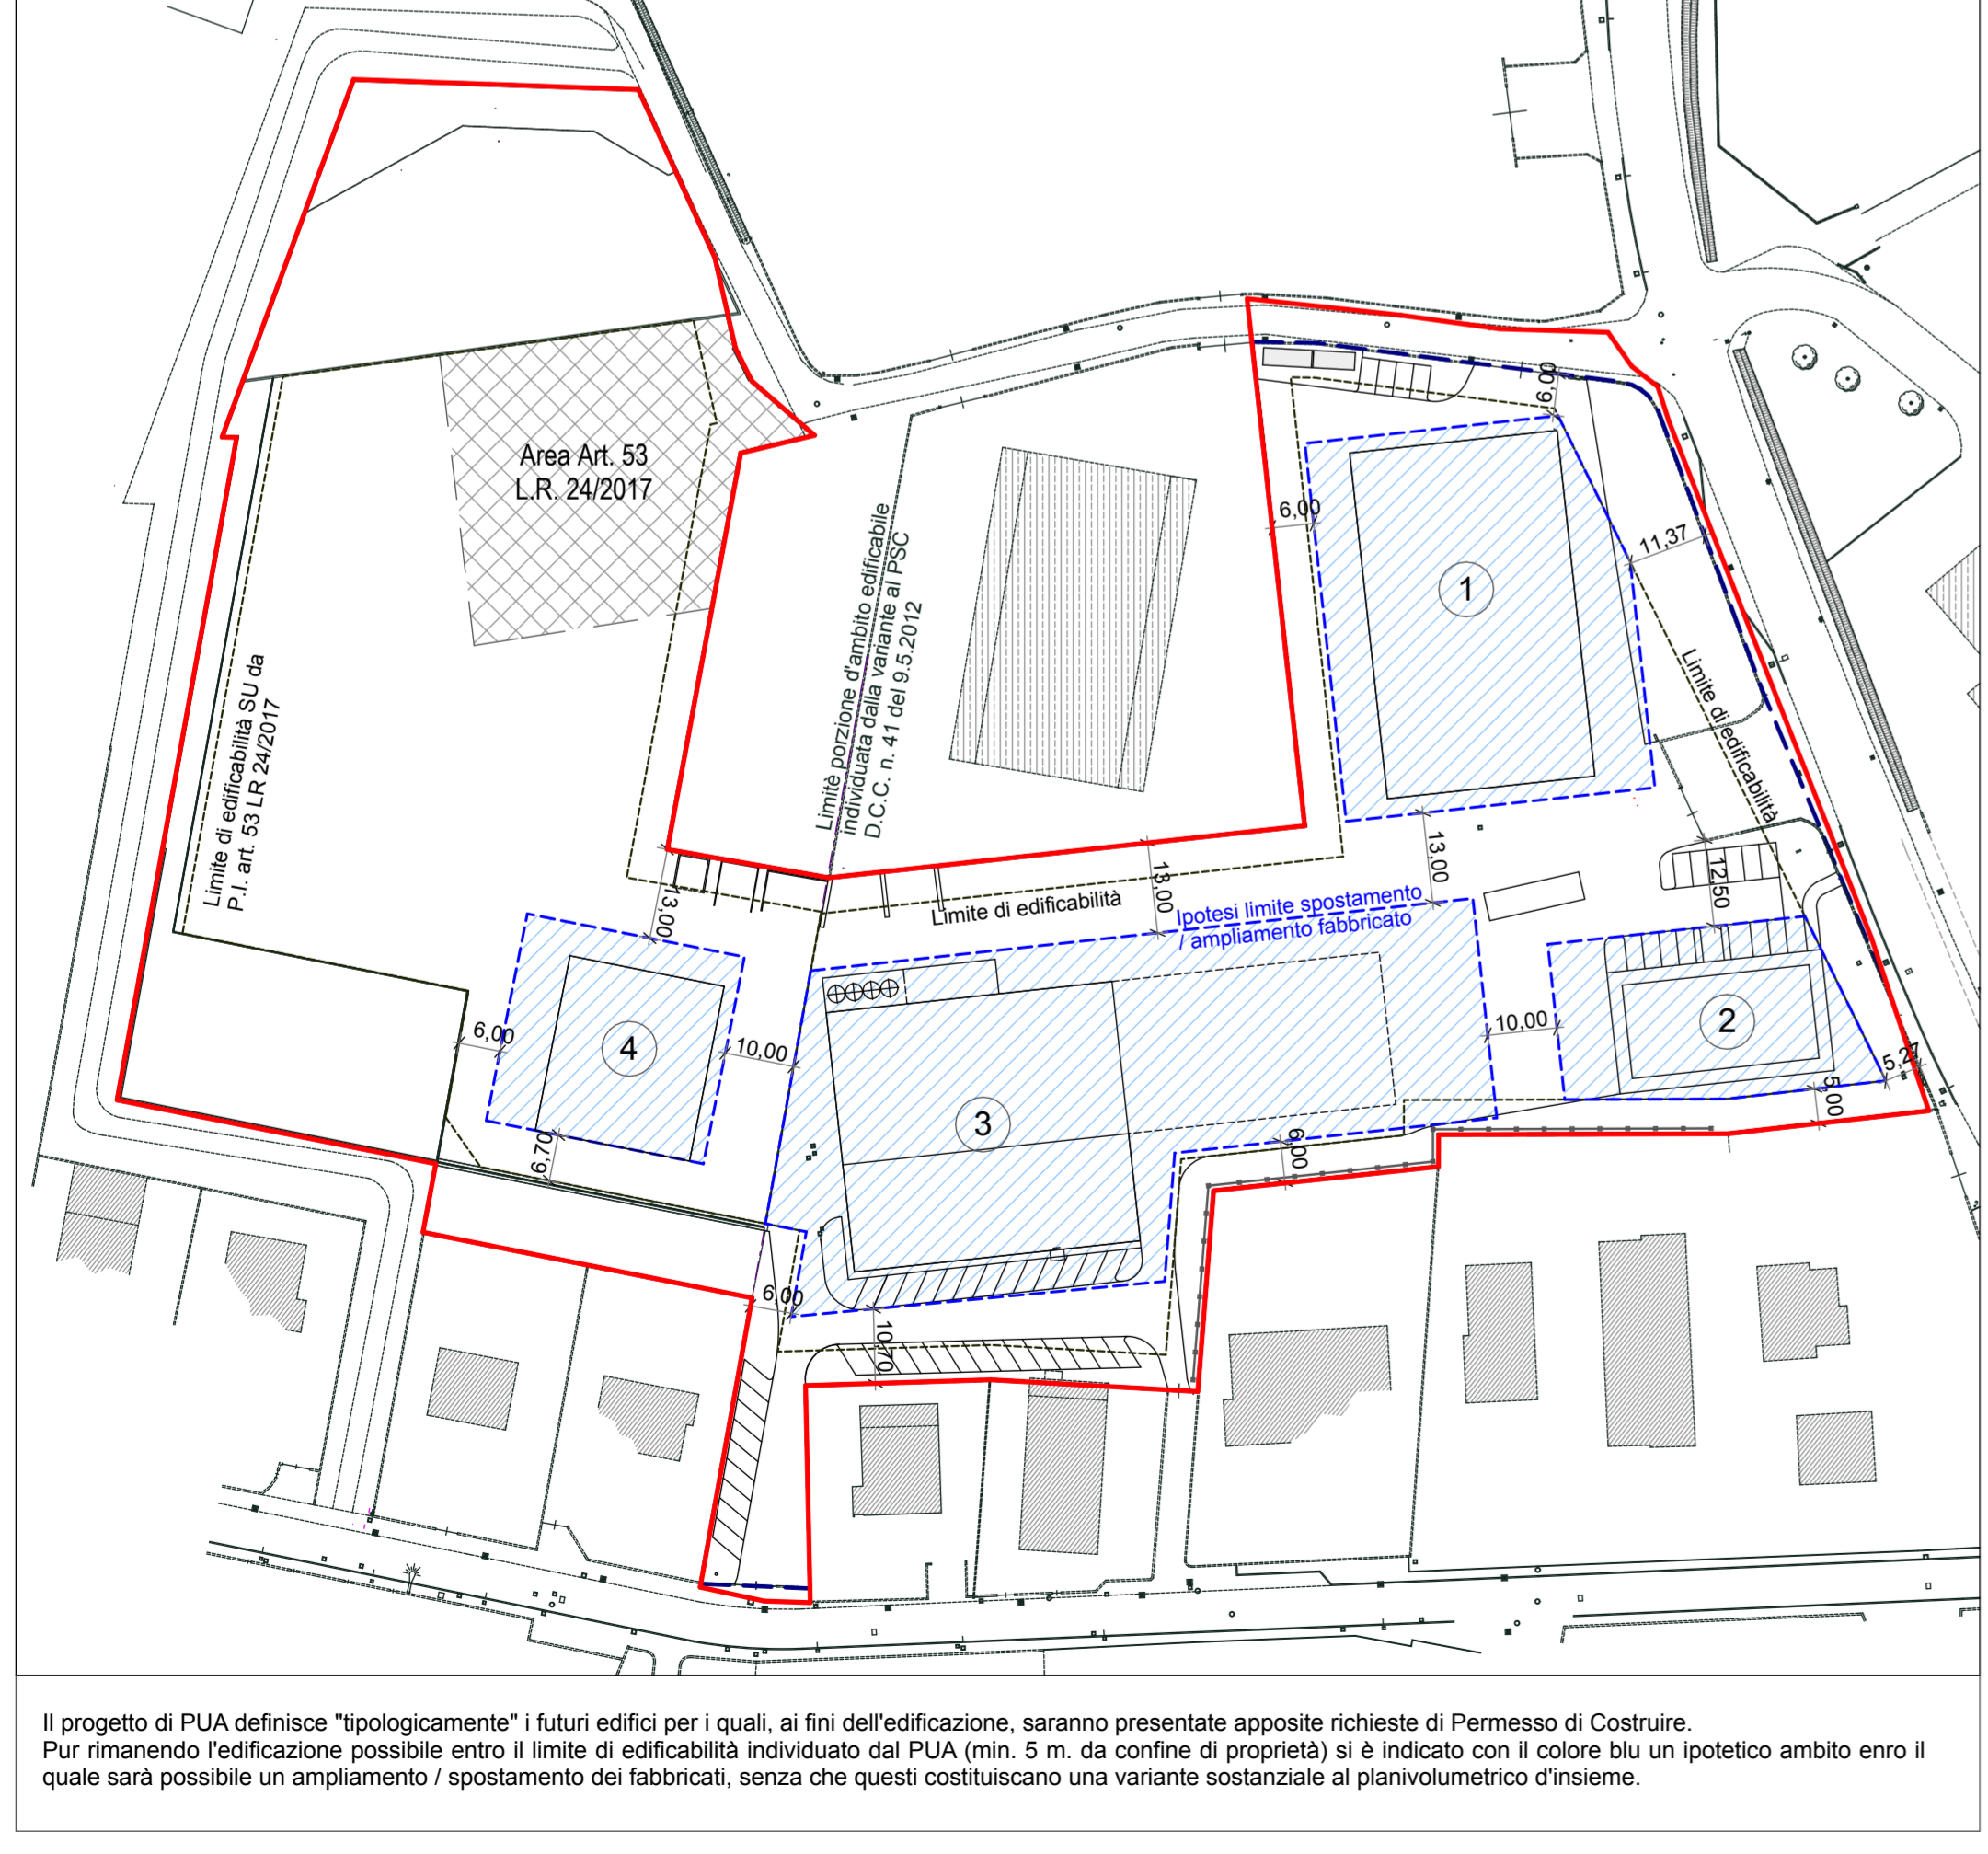 6,00
Area Art. 53
L.R. 24/2017
6,00
11,37
Limite porzione d'ambito edificabile
individuata dalla variante al PSC
D.C.C. n. 41 del 9.5.2012
1
Limite di edificabilità SU da
P.I. art. 53 LR 24/2017
Limite di edificabilità
13,00
13,00
13,00
12,50
Limite di edificabilità
Ipotesi limite spostamento
/ ampliamento fabbricato
6,00
4
10,00
10,00
2
5,27
5,00
3
6,70
6,00
6,00
10,70
Il progetto di PUA definisce "tipologicamente" i futuri edifici per i quali, ai fini dell'edificazione, saranno presentate apposite richieste di Permesso di Costruire.
Pur rimanendo l'edificazione possibile entro il limite di edificabilità individuato dal PUA (min. 5 m. da confine di proprietà) si è indicato con il colore blu un ipotetico ambito enro il
quale sarà possibile un ampliamento / spostamento dei fabbricati, senza che questi costituiscano una variante sostanziale al planivolumetrico d'insieme.